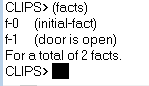 CLIPS> (facts)
f-0 (initial-fact)
f-1 (door is open)
For a total of 2 facts.
CLIPS>